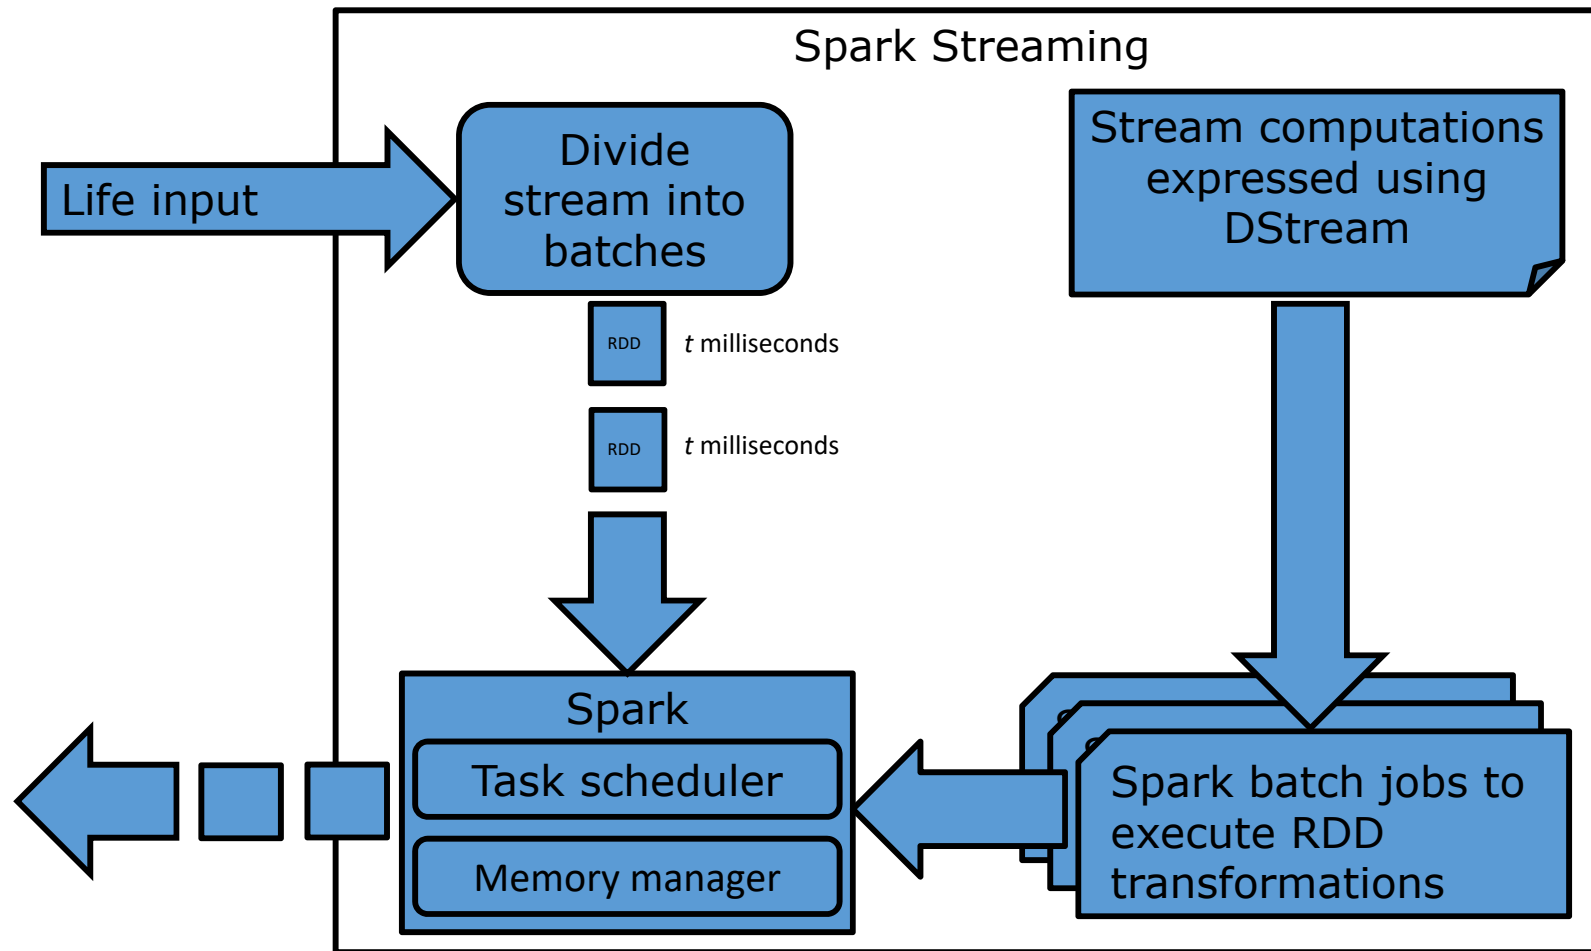 Spark Streaming
Life input
Divide
stream into
batches
Stream computations
expressed using
DStream
RDD
t milliseconds
RDD
t milliseconds
Spark
Task scheduler
Memory manager
Spark batch jobs to
execute RDD
transformations